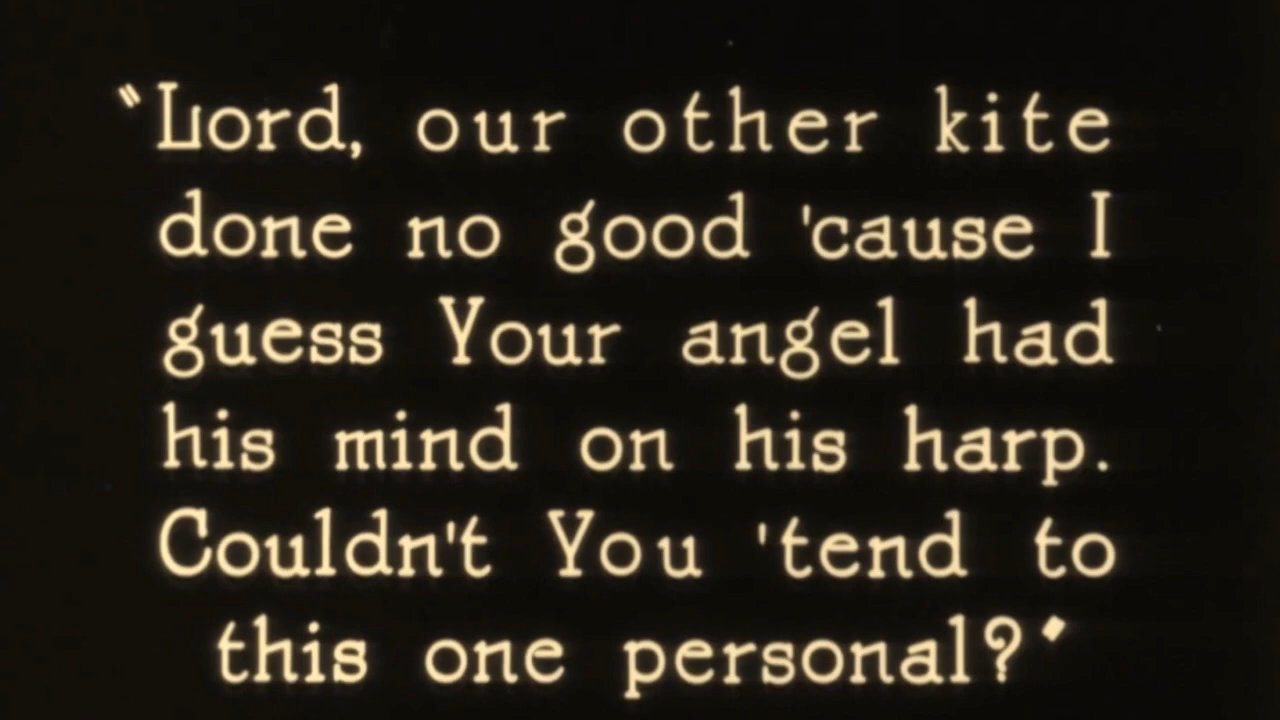 "Lord, our other kite
done no good 'cause I
guess Your angel had
his mind on his harp.
Couldn't You 'tend to
this one personal?"